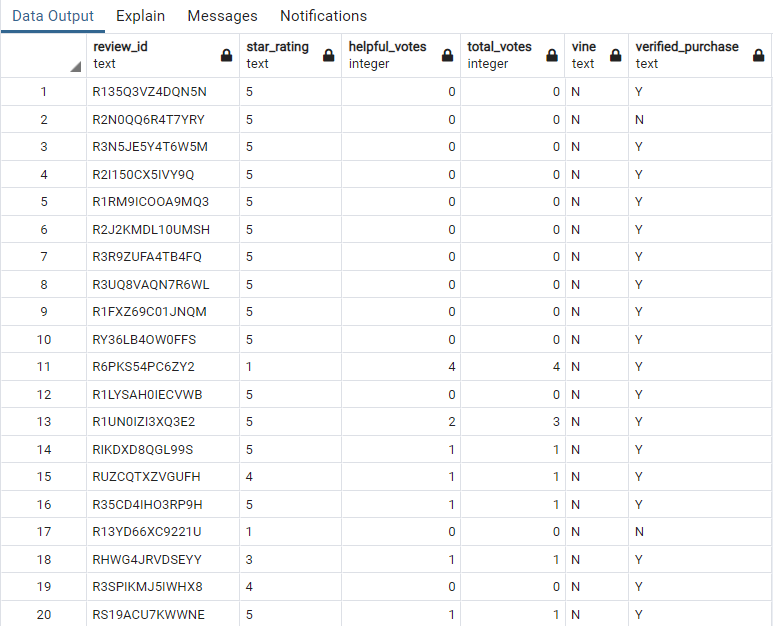 Data Output Explain Messages Notifications
review_id star_rating helpful_votes total_votes vine verified_purchase
text text integer integer text text
1 R135Q3VZ4DQN5N 5 0 0 N Y
2 R2N0QQ6R4T7YRY 5 0 0 N N
3 R3N5JE5Y4T6W5M 5 0 0 N Y
4 R2I150CX5IVY9Q 5 0 0 N Y
5 R1RM9ICOOA9MQ3 5 0 0 N Y
6 R2J2KMDL10UMSH 5 0 0 N Y
7 R3R9ZUFA4TB4FQ 5 0 0 N Y
8 R3UQ8VAQN7R6WL 5 0 0 N Y
9 R1FXZ69C01JNQM 5 0 0 N Y
10 RY36LB4OW0FFS 5 0 0 N Y
11 R6PKS54PC6ZY2 1 4 4 N Y
12 R1LYSAH0IECVWB 5 0 0 N Y
13 R1UN0IZI3XQ3E2 5 2 3 N Y
14 RIKDXD8QGL99S 5 1 1 N Y
15 RUZCQTXZVGUFH 4 1 1 N Y
16 R35CD4IHO3RP9H 5 1 1 N Y
17 R13YD66XC9221U 1 0 0 N N
18 RHWG4JRVDSEYY 3 1 1 N Y
19 R3SPIKMJ5IWHX8 4 0 0 N Y
20 RS19ACU7KWWNE 5 1 1 N Y